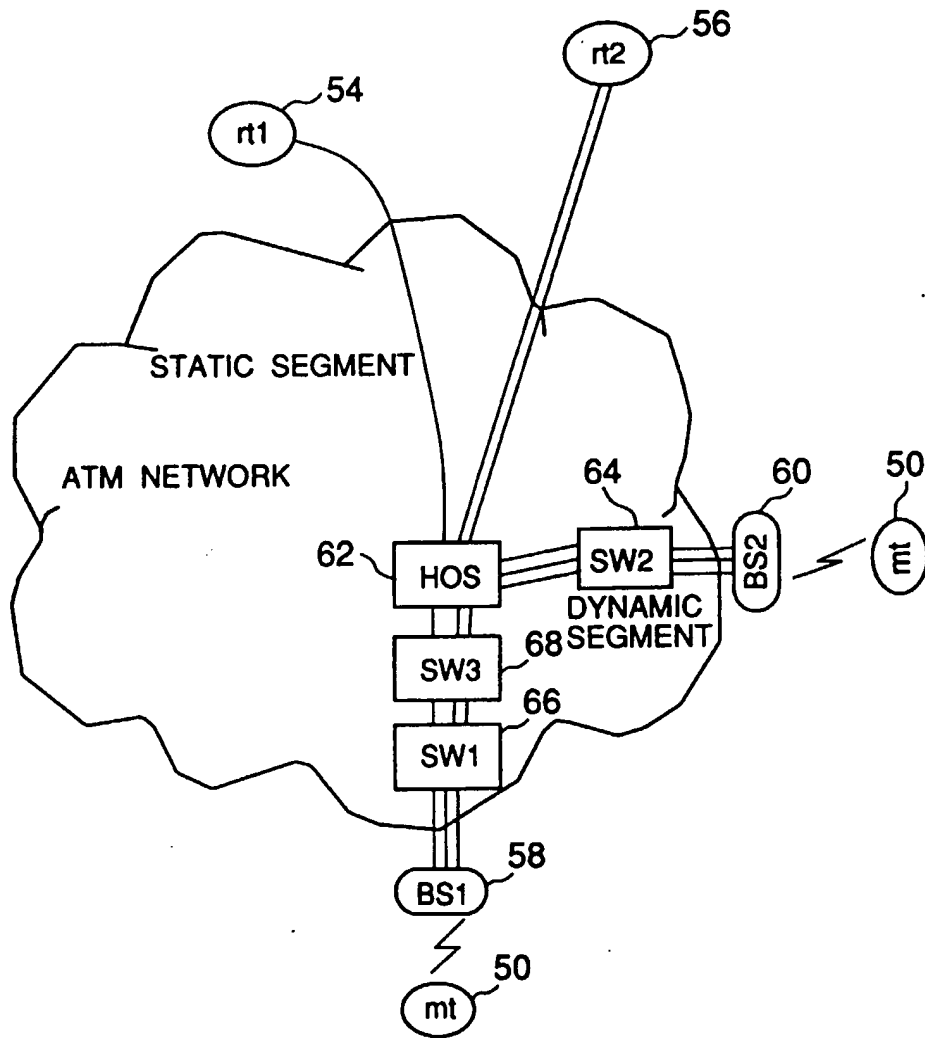 56
rt2
54
rt1
STATIC SEGMENT
ATM NETWORK
64
60
50
62
HOS
SW2
BS2
mt
DYNAMIC
SEGMENT
68
SW3
66
SW1
58
BS1
50
mt